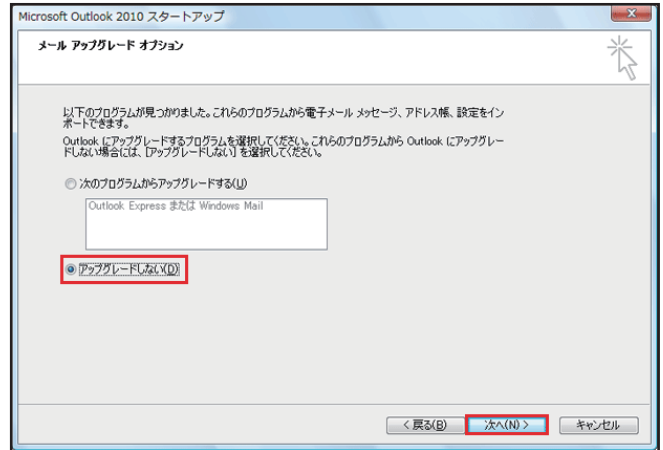 Microsoft Outlook 2010 スタートアップ
メール アップグレード オプション
以下のプログラムが見つかりました。これらのプログラムから電子メール メッセージ、アドレス帳、設定をイン
ポートできます。
Outlook にアップグレードするプログラムを選択してください。これらのプログラムから Outlook にアップグレー
ドしない場合には、[アップグレードしない] を選択してください。
次のプログラムからアップグレードする(U)
Outlook Express または Windows Mail
アップグレードしない(D)
< 戻る(B) 次へ(N) > キャンセル